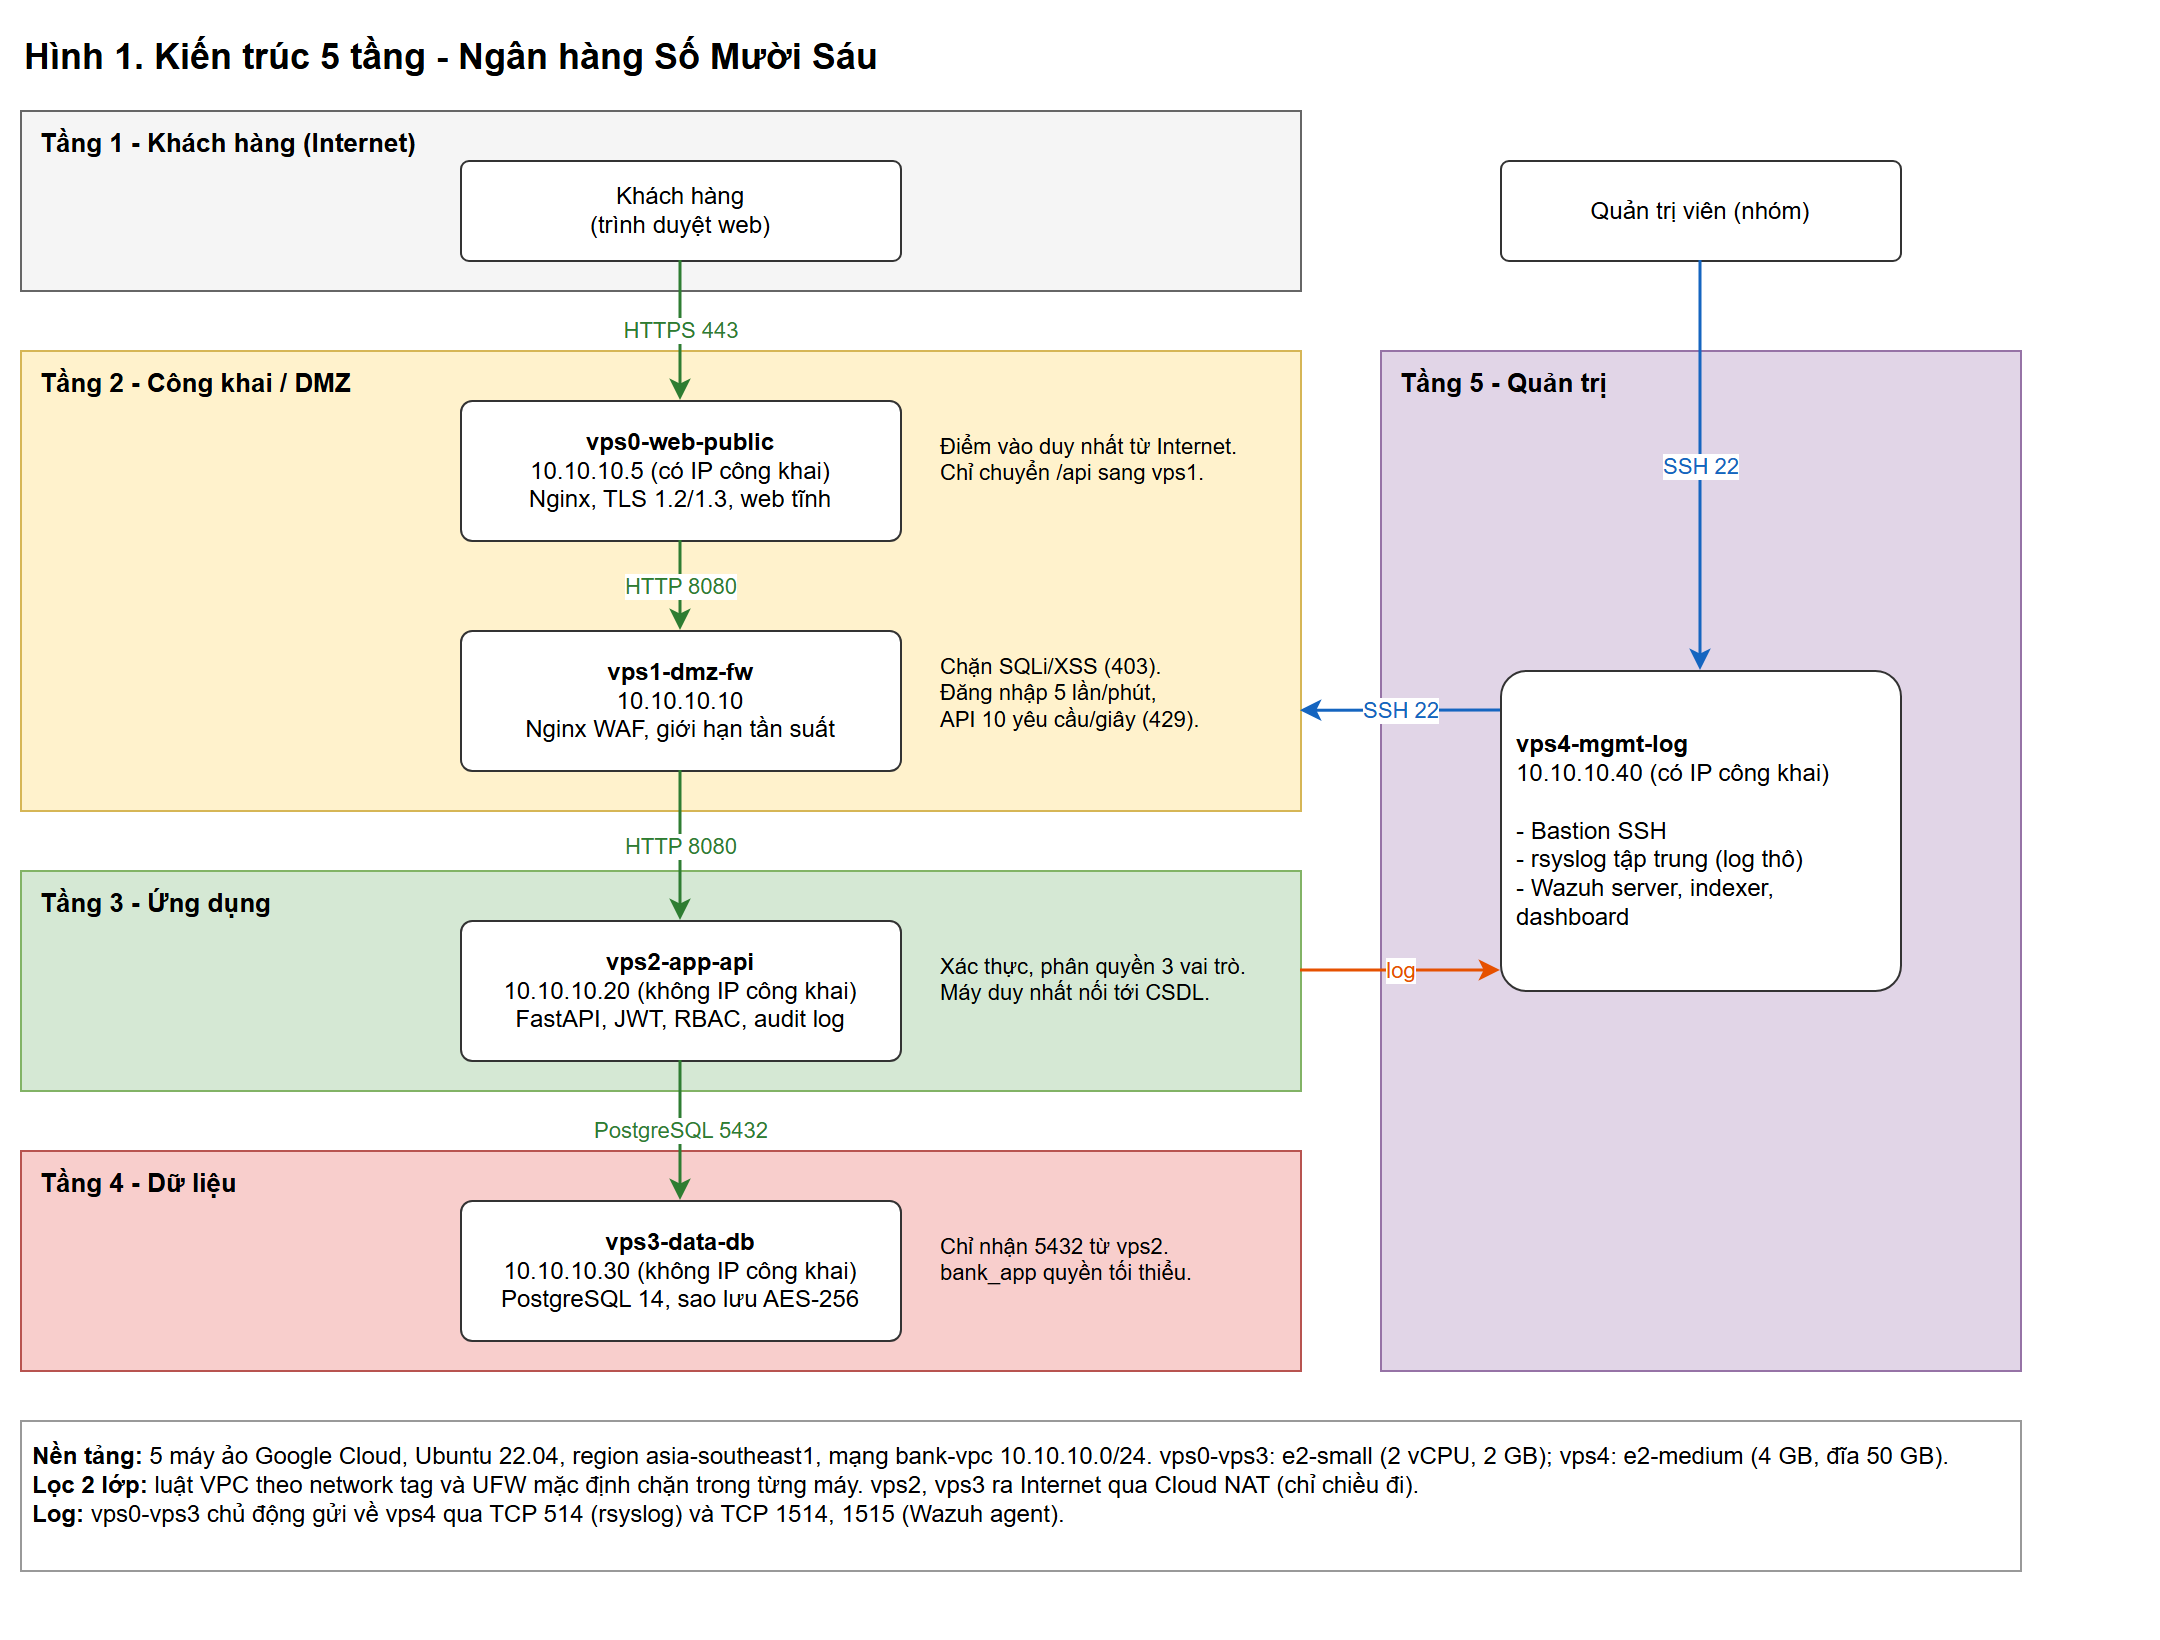 Hình 1. Kiến trúc 5 tầng - Ngân hàng Số Mười Sáu
Tầng 1 - Khách hàng (Internet)
Khách hàng
(trình duyệt web)
Quản trị viên (nhóm)
HTTPS 443
Tầng 2 - Công khai / DMZ
vps0-web-public
10.10.10.5 (có IP công khai)
Nginx, TLS 1.2/1.3, web tĩnh
Điểm vào duy nhất từ Internet.
Chỉ chuyển /api sang vps1.
HTTP 8080
vps1-dmz-fw
10.10.10.10
Nginx WAF, giới hạn tần suất
Chặn SQLi/XSS (403).
Đăng nhập 5 lần/phút,
API 10 yêu cầu/giây (429).
HTTP 8080
Tầng 3 - Ứng dụng
vps2-app-api
10.10.10.20 (không IP công khai)
FastAPI, JWT, RBAC, audit log
Xác thực, phân quyền 3 vai trò.
Máy duy nhất nối tới CSDL.
PostgreSQL 5432
Tầng 4 - Dữ liệu
vps3-data-db
10.10.10.30 (không IP công khai)
PostgreSQL 14, sao lưu AES-256
Chỉ nhận 5432 từ vps2.
bank_app quyền tối thiểu.
Tầng 5 - Quản trị
SSH 22
SSH 22
vps4-mgmt-log
10.10.10.40 (có IP công khai)
- Bastion SSH
- rsyslog tập trung (log thô)
- Wazuh server, indexer,
dashboard
log
Nền tảng: 5 máy ảo Google Cloud, Ubuntu 22.04, region asia-southeast1, mạng bank-vpc 10.10.10.0/24. vps0-vps3: e2-small (2 vCPU, 2 GB); vps4: e2-medium (4 GB, đĩa 50 GB).
Lọc 2 lớp: luật VPC theo network tag và UFW mặc định chặn trong từng máy. vps2, vps3 ra Internet qua Cloud NAT (chỉ chiều đi).
Log: vps0-vps3 chủ động gửi về vps4 qua TCP 514 (rsyslog) và TCP 1514, 1515 (Wazuh agent).